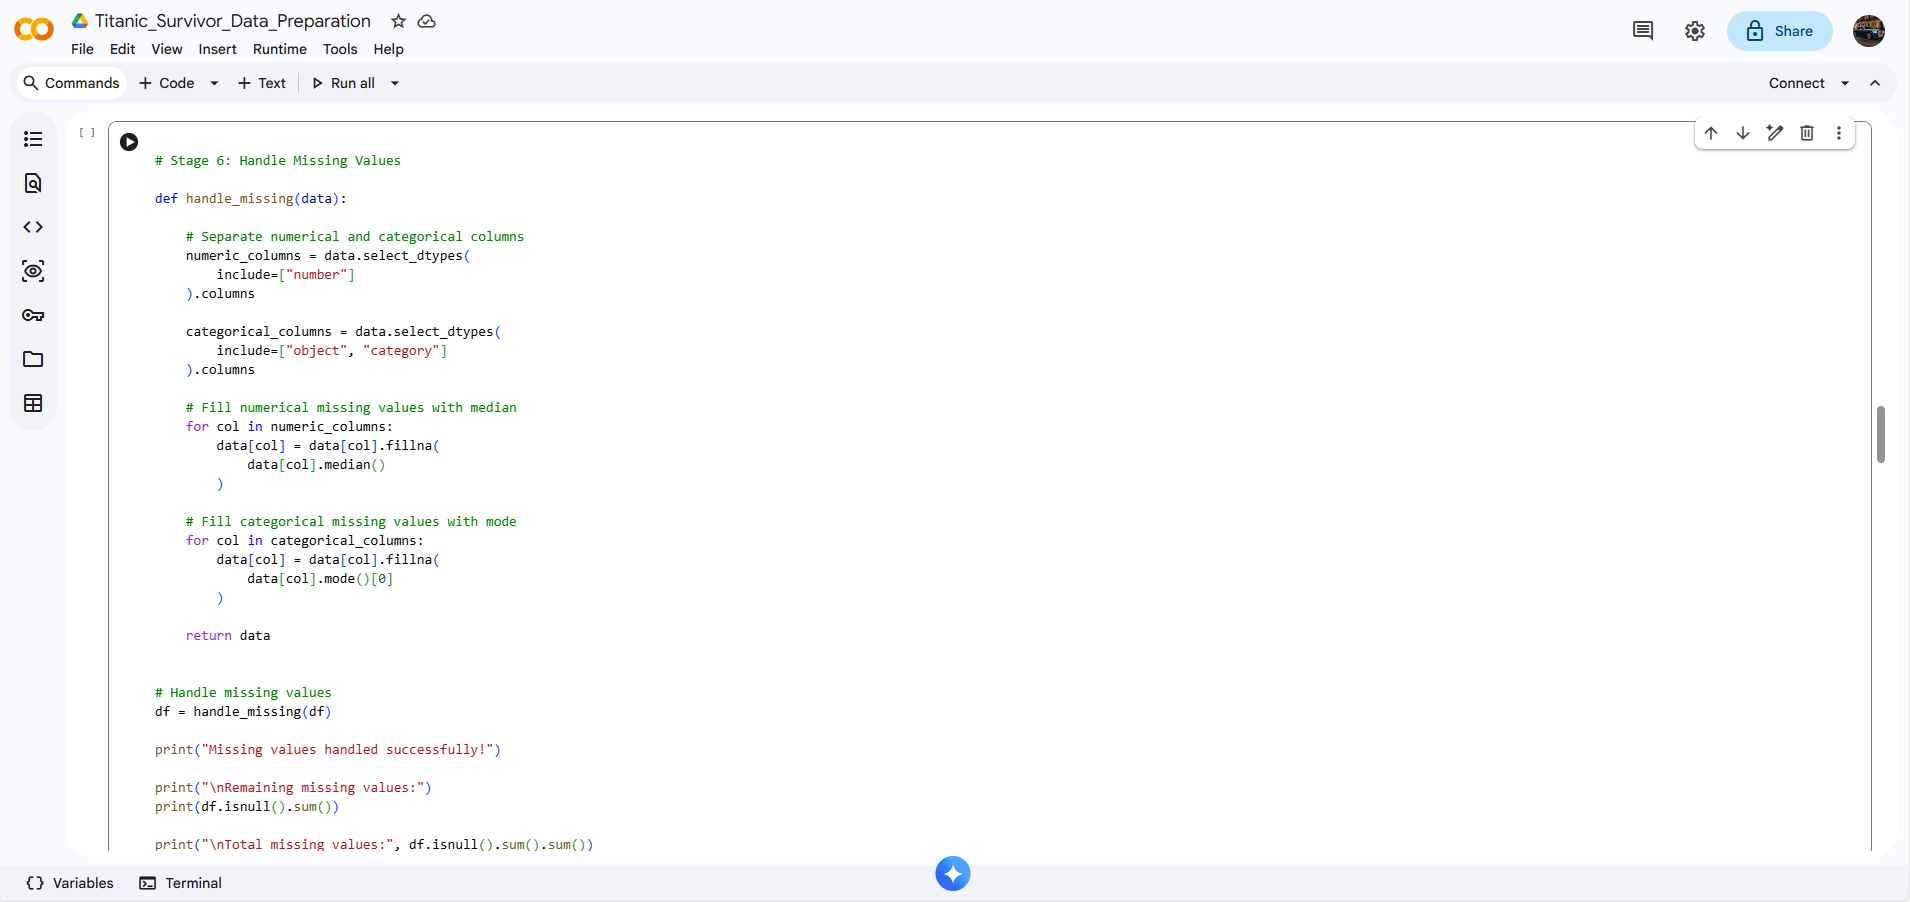 Titanic_Survivor_Data_Preparation
File Edit View Insert Runtime Tools Help
Share
Commands + Code + Text Run all
Connect
[ ]
# Stage 6: Handle Missing Values
def handle_missing(data):
    # Separate numerical and categorical columns
    numeric_columns = data.select_dtypes(
        include=["number"]
    ).columns
    categorical_columns = data.select_dtypes(
        include=["object", "category"]
    ).columns
    # Fill numerical missing values with median
    for col in numeric_columns:
        data[col] = data[col].fillna(
            data[col].median()
        )
    # Fill categorical missing values with mode
    for col in categorical_columns:
        data[col] = data[col].fillna(
            data[col].mode()[0]
        )
    return data
# Handle missing values
df = handle_missing(df)
print("Missing values handled successfully!")
print("\nRemaining missing values:")
print(df.isnull().sum())
print("\nTotal missing values:", df.isnull().sum().sum())
Variables Terminal